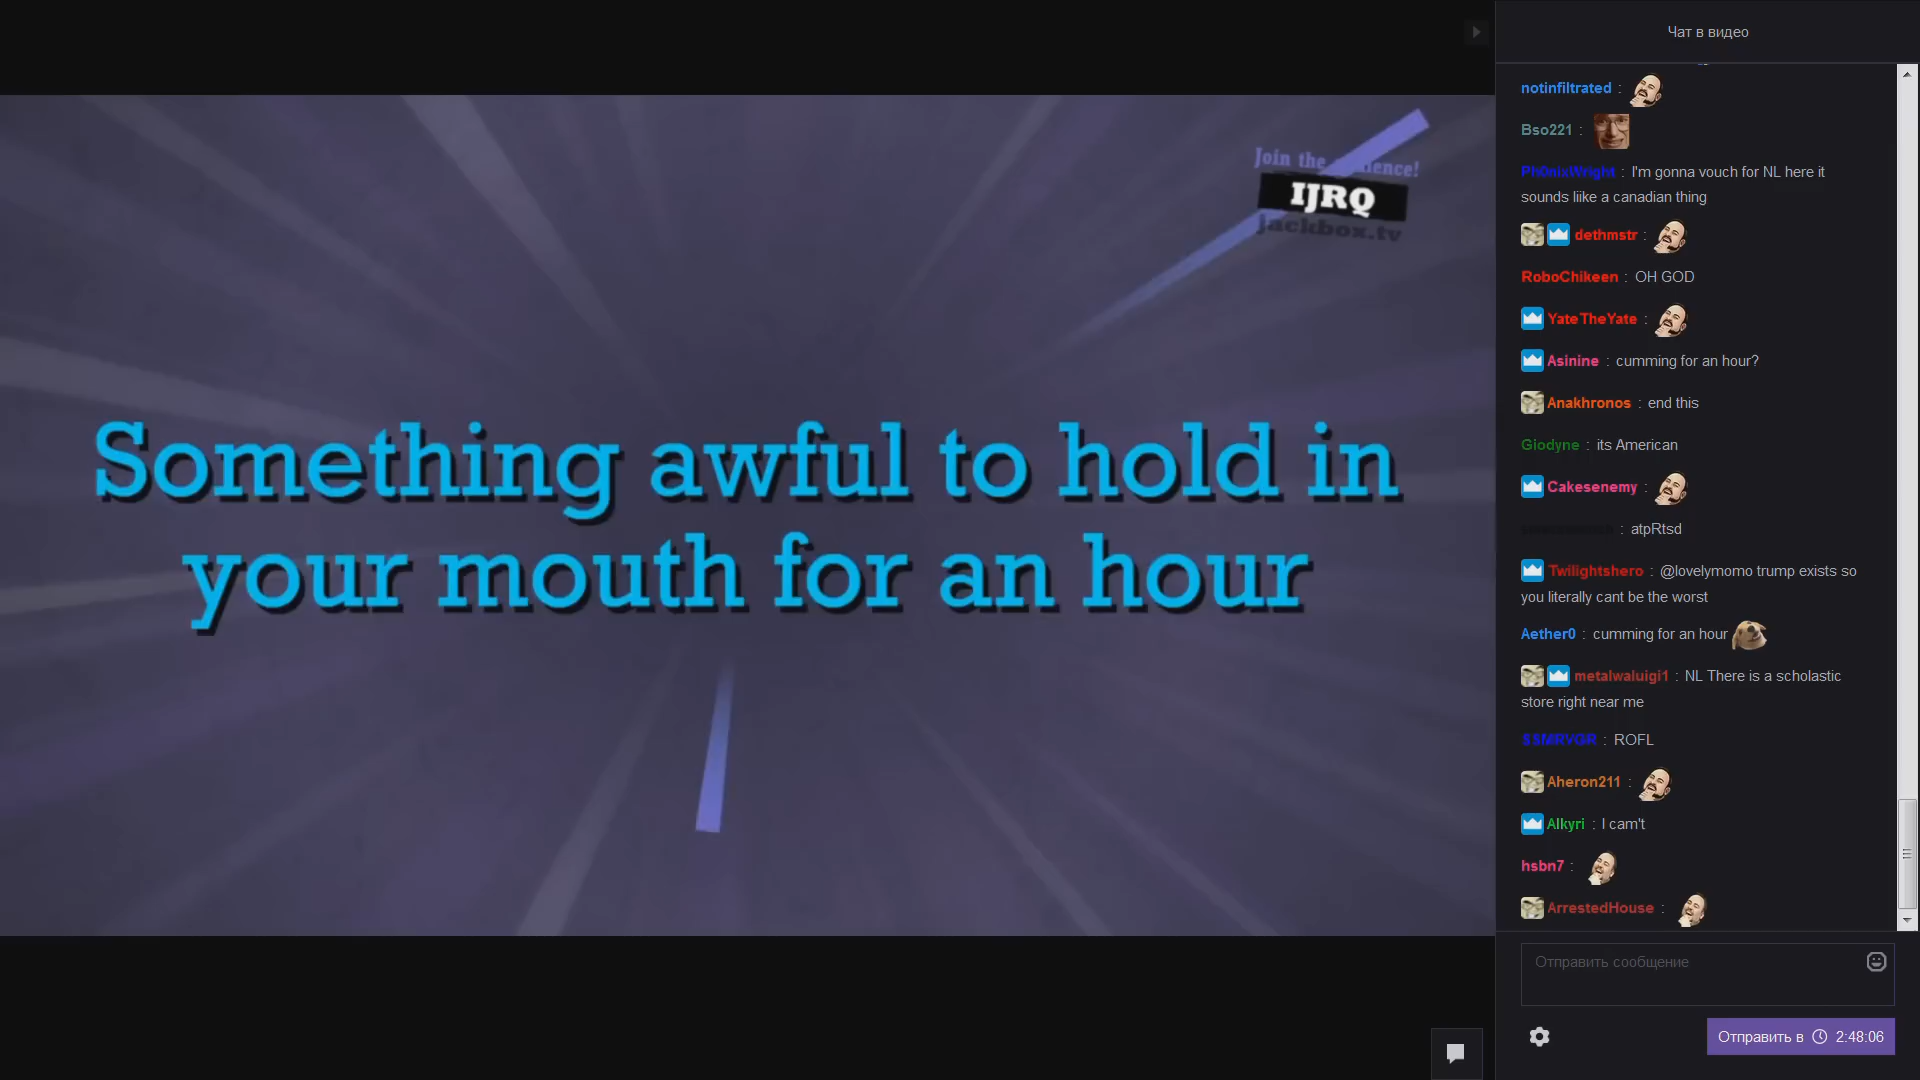 Join the
IJRQ
jackbox.tv
Something awful to hold in
your mouth for an hour
Чат в видео
notinfiltrated :
Bso221 :
Ph0nixWright : I'm gonna vouch for NL here it
sounds liike a canadian thing
dethmstr :
RoboChikeen : OH GOD
YateTheYate :
Asinine : cumming for an hour?
Anakhronos : end this
Giodyne : its American
Cakesenemy :
: atpRtsd
Twilightshero : @lovelymomo trump exists so
you literally cant be the worst
Aether0 : cumming for an hour
metalwaluigi1 : NL There is a scholastic
store right near me
SSMRVGR : ROFL
Aheron211 :
Alkyri : I cam't
hsbn7 :
ArrestedHouse :
Отправить сообщение
Отправить в 2:48:06